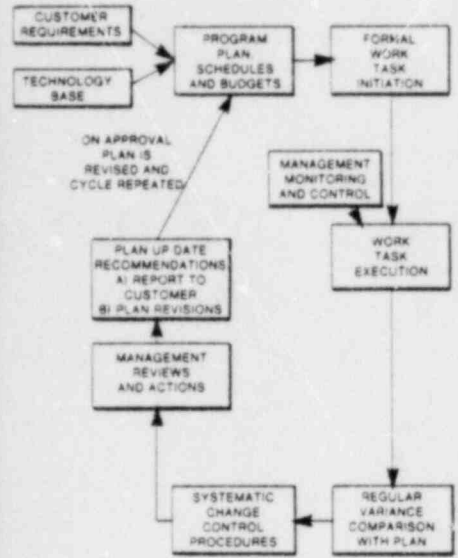 CUSTOMER
REQUIREMENTS
TECHNOLOGY
BASE
PROGRAM
PLAN
SCHEDULES
AND BUDGETS
FORMAL
WORK
TASK
INITIATION
ON APPROVAL
PLAN IS
REVISED AND
CYCLE REPEATED
MANAGEMENT
MONITORING
AND CONTROL
WORK
TASK
EXECUTION
PLAN UP DATE
RECOMMENDATIONS
A) REPORT TO
CUSTOMER
B) PLAN REVISIONS
MANAGEMENT
REVIEWS
AND ACTIONS
SYSTEMATIC
CHANGE
CONTROL
PROCEDURES
REGULAR
VARIANCE
COMPARISON
WITH PLAN